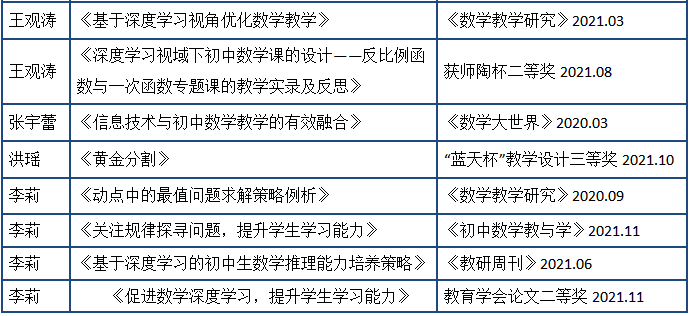 王观涛 《基于深度学习视角优化数学教学》 《数学教学研究》2021.03
王观涛 《深度学习视域下初中数学课的设计——反比例函
数与一次函数专题课的教学实录及反思》 获师陶杯二等奖 2021.08
张宇蕾 《信息技术与初中数学教学的有效融合》 《数学大世界》2020.03
洪瑶 《黄金分割》 “蓝天杯”教学设计三等奖 2021.10
李莉 《动点中的最值问题求解策略例析》 《数学教学研究》2020.09
李莉 《关注规律探寻问题，提升学生学习能力》 《初中数学教与学》2021.11
李莉 《基于深度学习的初中生数学推理能力培养策略》 《教研周刊》2021.06
李莉 《促进数学深度学习，提升学生学习能力》 教育学会论文二等奖 2021.11